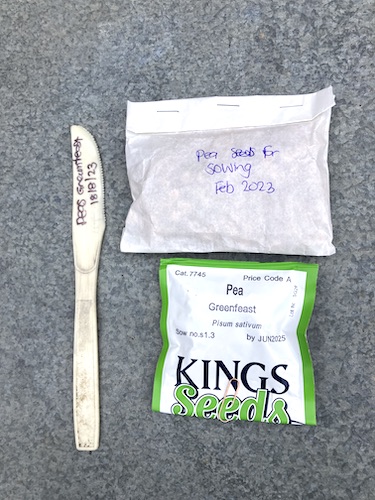 Peas Greenfeast
18/8/23
Pea Seeds for
sowing
Feb 2023
Cat. 7745 Price Code A
Pea
Greenfeast
Pisum sativum
Sow no.s1.3 by JUN2025
KINGS
Seeds